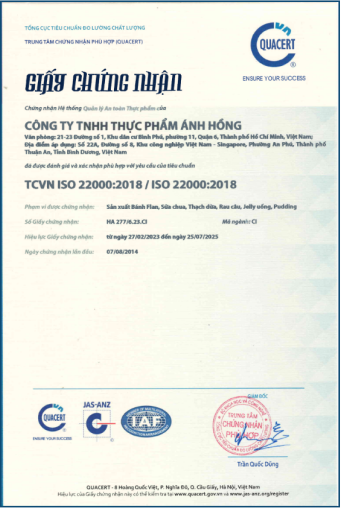 TỔNG CỤC TIÊU CHUẨN ĐO LƯỜNG CHẤT LƯỢNG
TRUNG TÂM CHỨNG NHẬN PHÙ HỢP (QUACERT)
QUACERT
ENSURE YOUR SUCCESS
GIẤY CHỨNG NHẬN
Chứng nhận Hệ thống Quản lý An toàn Thực phẩm của
CÔNG TY TNHH THỰC PHẨM ÁNH HỒNG
Văn phòng: 21-23 Đường số 1, Khu dân cư Bình Phú, phường 11, Quận 6, Thành phố Hồ Chí Minh, Việt Nam;
Địa điểm áp dụng: Số 22A, Đường số 8, Khu công nghiệp Việt Nam - Singapore, Phường An Phú, Thành phố
Thuận An, Tỉnh Bình Dương, Việt Nam
đã được đánh giá và xác nhận phù hợp với yêu cầu của tiêu chuẩn
TCVN ISO 22000:2018 / ISO 22000:2018
Phạm vi được chứng nhận: Sản xuất Bánh Flan, Sữa chua, Thạch dừa, Rau câu, Jelly uống, Pudding
Số Giấy chứng nhận: HA 277/6.23.CI Mã ngành: CI
Hiệu lực Giấy chứng nhận: từ ngày 27/02/2023 đến ngày 25/07/2025
Ngày chứng nhận lần đầu: 07/08/2014
GIÁM ĐỐC
QUACERT
ENSURE YOUR SUCCESS
JAS-ANZ
IAF
TRUNG TÂM
CHỨNG NHẬN
PHÙ HỢP
Trần Quốc Dũng
QUACERT - 8 Hoàng Quốc Việt, P. Nghĩa Đô, Q. Cầu Giấy, Hà Nội
Hiệu lực của Giấy chứng nhận này có thể kiểm tra tại www.quacert.gov.vn và www.jas-anz.org/register